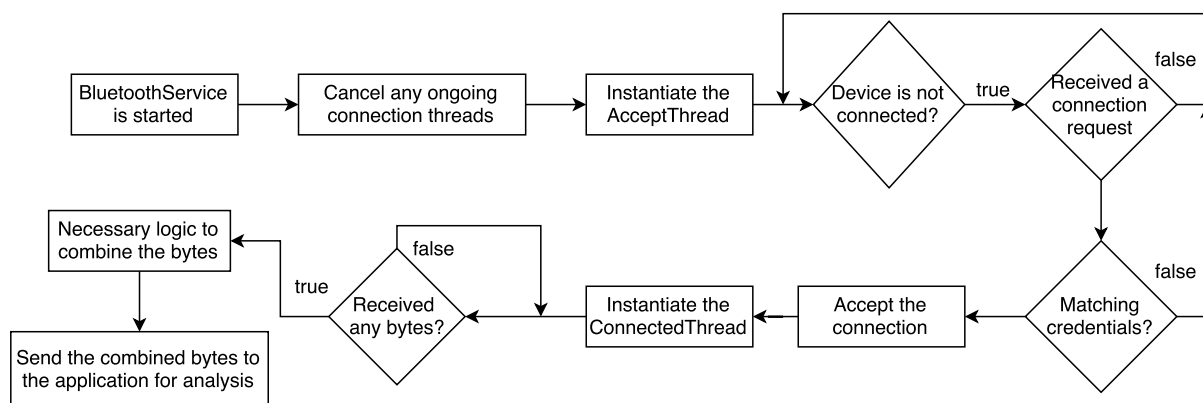 BluetoothService
is started
Cancel any ongoing
connection threads
Instantiate the
AcceptThread
Device is not
connected?
true
Received a
connection
request
false
Matching
credentials?
false
Accept the
connection
Instantiate the
ConnectedThread
Received
any bytes?
false
true
Necessary logic to
combine the bytes
Send the combined bytes to
the application for analysis